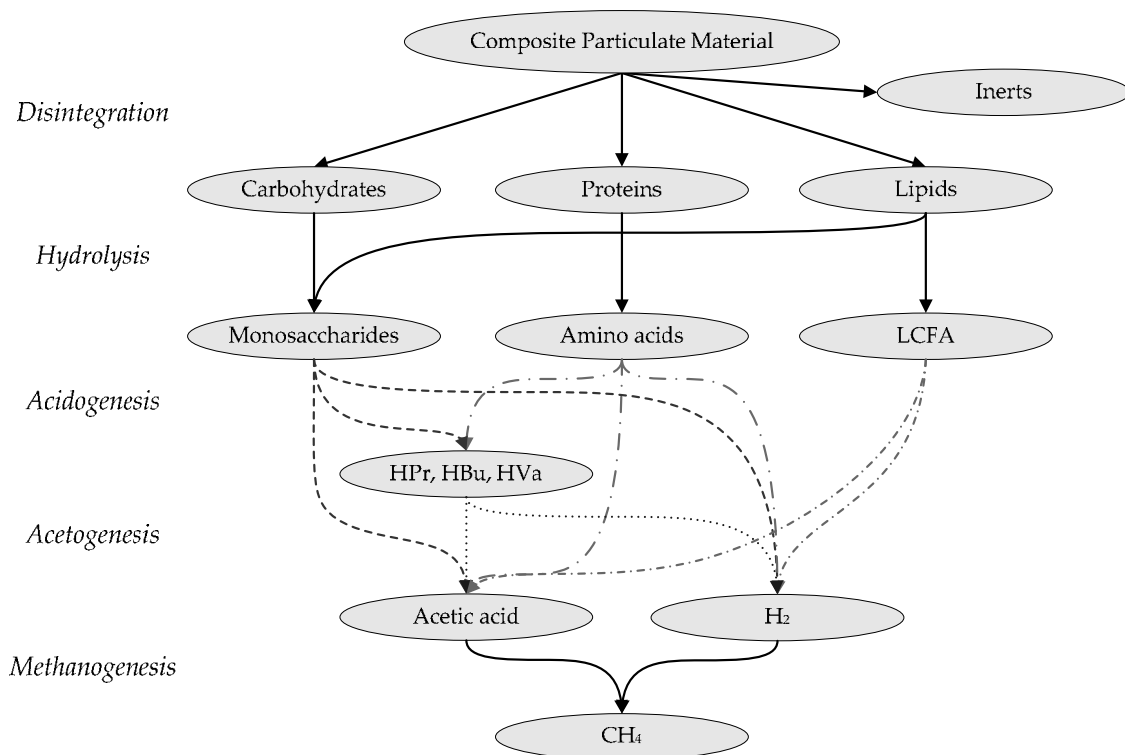 Composite Particulate Material
Inerts
Disintegration
Carbohydrates
Proteins
Lipids
Hydrolysis
Monosaccharides
Amino acids
LCFA
Acidogenesis
HPr, HBu, HVa
Acetogenesis
Acetic acid
H₂
Methanogenesis
CH₄